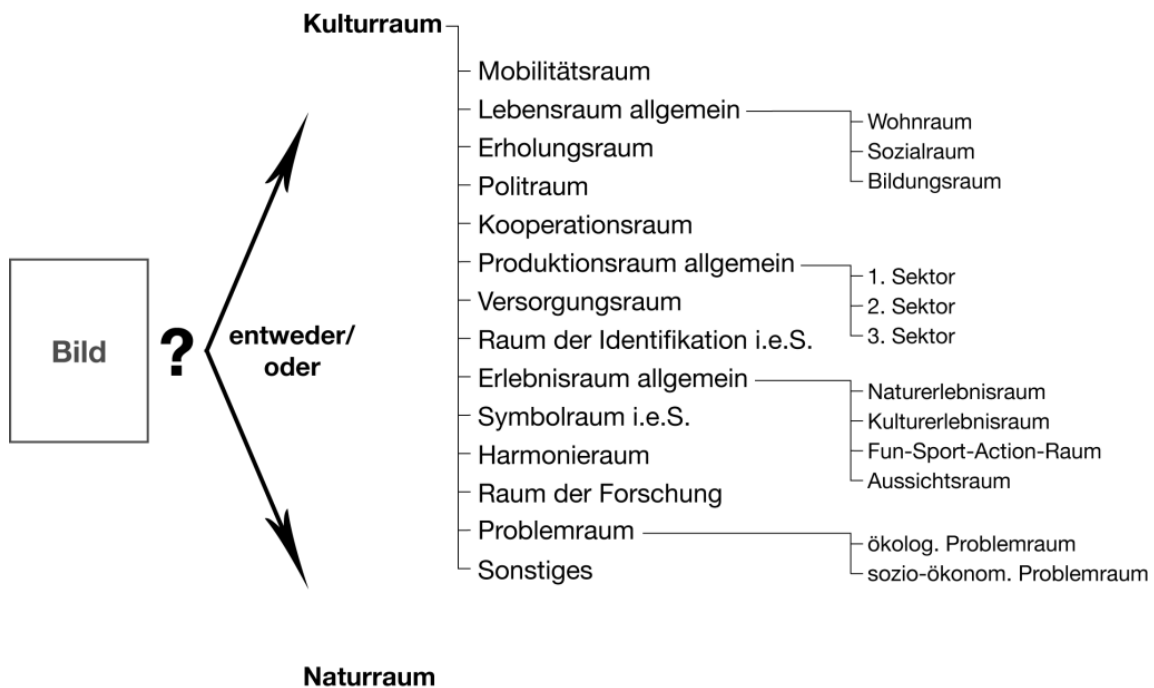 Kulturraum
Mobilitätsraum
Lebensraum allgemein
Wohnraum
Sozialraum
Bildungsraum
Erholungsraum
Politraum
Kooperationsraum
Produktionsraum allgemein
1. Sektor
2. Sektor
3. Sektor
Versorgungsraum
Raum der Identifikation i.e.S.
Erlebnisraum allgemein
Naturerlebnisraum
Kulturerlebnisraum
Fun-Sport-Action-Raum
Aussichtsraum
Symbolraum i.e.S.
Harmonieraum
Raum der Forschung
Problemraum
ökolog. Problemraum
sozio-ökonom. Problemraum
Sonstiges
Bild
?
entweder/
oder
Naturraum